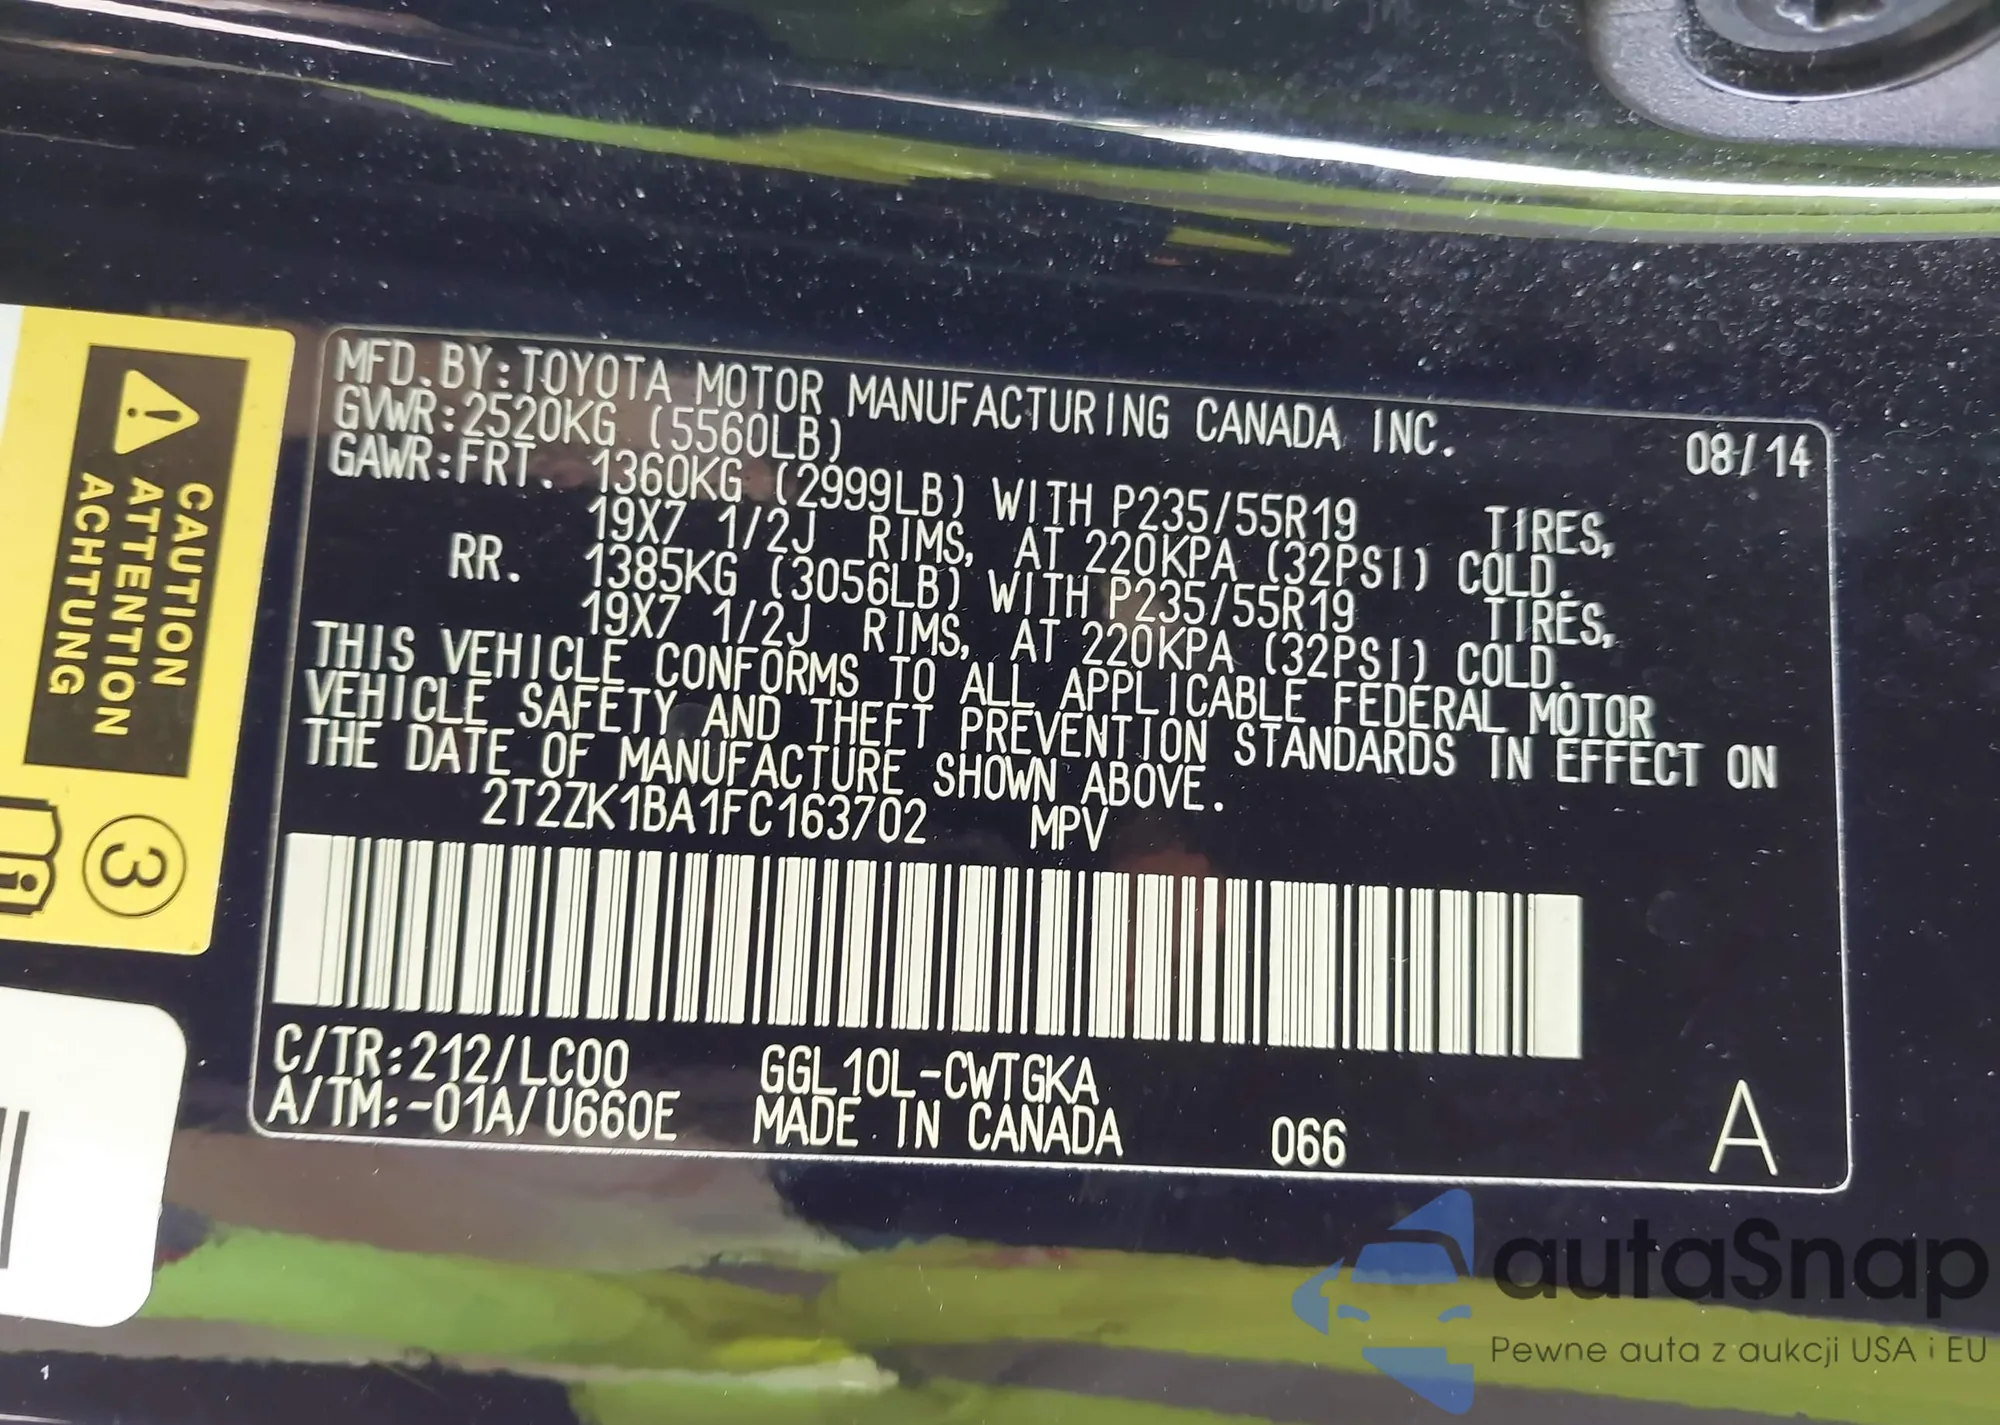 MFD.BY:TOYOTA MOTOR MANUFACTURING CANADA INC. 08/14
GVWR:2520KG (5560LB)
GAWR:FRT. 1360KG (2999LB) WITH P235/55R19 TIRES,
19X7 1/2J RIMS, AT 220KPA (32PSI) COLD.
RR. 1385KG (3056LB) WITH P235/55R19 TIRES,
19X7 1/2J RIMS, AT 220KPA (32PSI) COLD.
THIS VEHICLE CONFORMS TO ALL APPLICABLE FEDERAL MOTOR
VEHICLE SAFETY AND THEFT PREVENTION STANDARDS IN EFFECT ON
THE DATE OF MANUFACTURE SHOWN ABOVE.
2T2ZK1BA1FC163702 MPV
C/TR:212/LC00 GGL10L-CWTGKA
A/TM:-01A/U660E MADE IN CANADA 066 A
CAUTION
ATTENTION
ACHTUNG
3
autaSnap
Pewne auta z aukcji USA i EU